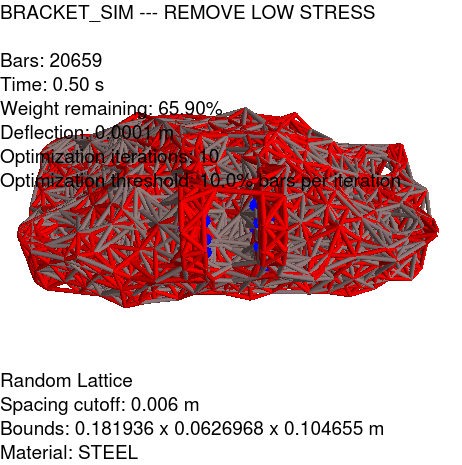 BRACKET_SIM --- REMOVE LOW STRESS
Bars: 20659
Time: 0.50 s
Weight remaining: 65.90%
Deflection: 0.0001 m
Optimization iterations: 10
Optimization threshold: 10.0% bars per iteration
Random Lattice
Spacing cutoff: 0.006 m
Bounds: 0.181936 x 0.0626968 x 0.104655 m
Material: STEEL